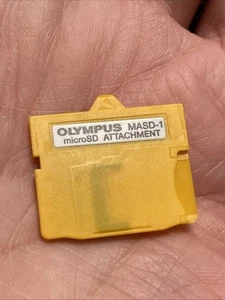 OLYMPUS MASD-1
microSD ATTACHMENT